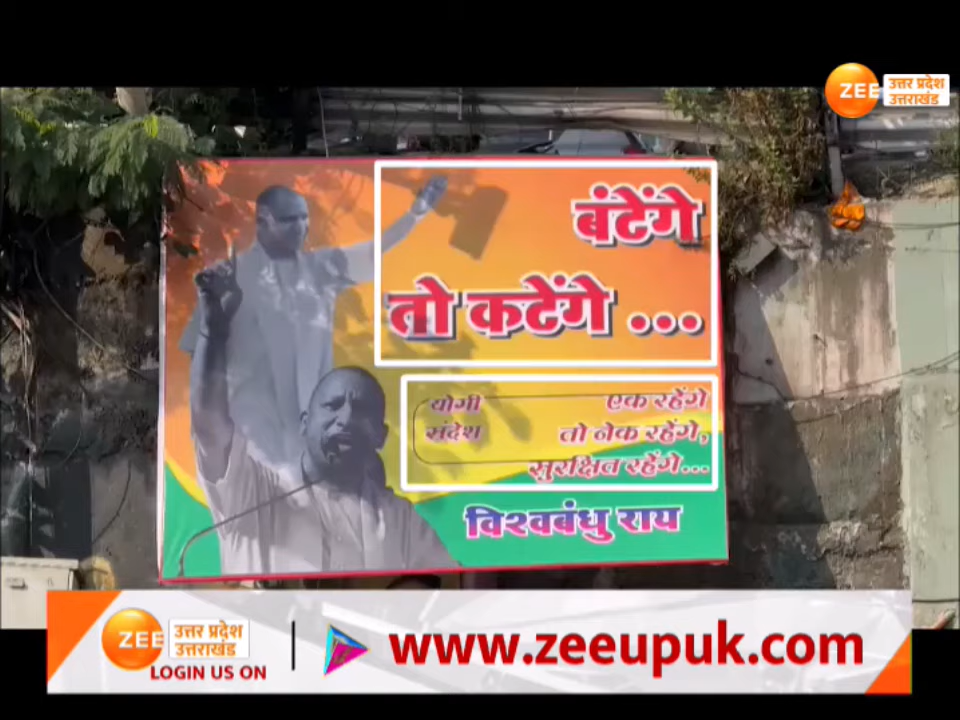 ZEE उत्तर प्रदेश
उत्तराखंड
बंटेंगे
तो कटेंगे ...
योगी
संदेश
एक रहेंगे
तो नेक रहेंगे,
सुरक्षित रहेंगे...
विश्वबंधु राय
ZEE उत्तर प्रदेश
उत्तराखंड
LOGIN US ON
www.zeeupuk.com